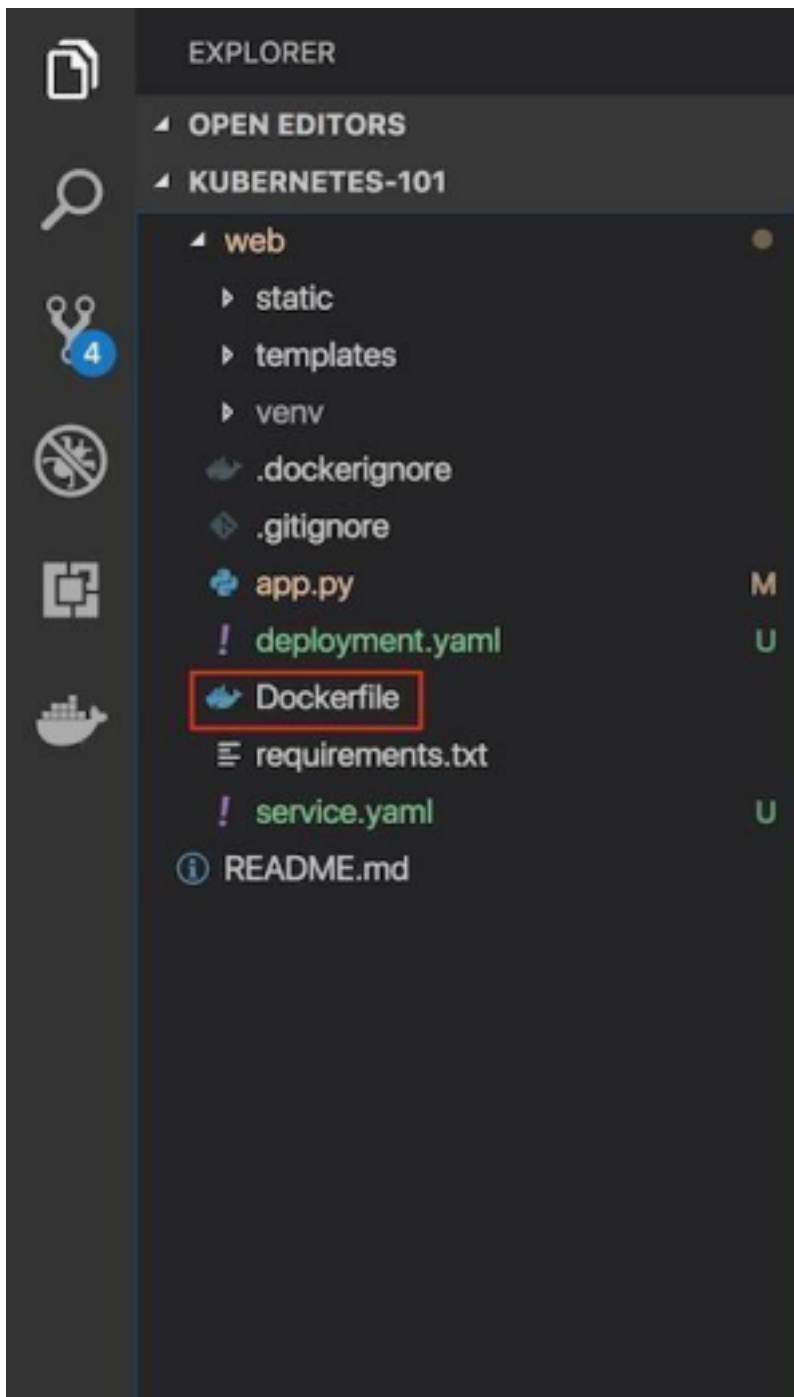 EXPLORER
OPEN EDITORS
KUBERNETES-101
web
static
templates
4
venv
.dockerignore
.gitignore
app.py M
deployment.yaml U
Dockerfile
requirements.txt
service.yaml U
README.md